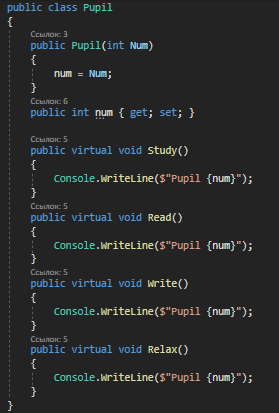 public class Pupil
{
Ссылок: 3
public Pupil(int Num)
{
num = Num;
}
Ссылок: 6
public int num { get; set; }
Ссылок: 5
public virtual void Study()
{
Console.WriteLine($"Pupil {num}");
}
Ссылок: 5
public virtual void Read()
{
Console.WriteLine($"Pupil {num}");
}
Ссылок: 5
public virtual void Write()
{
Console.WriteLine($"Pupil {num}");
}
Ссылок: 5
public virtual void Relax()
{
Console.WriteLine($"Pupil {num}");
}
}